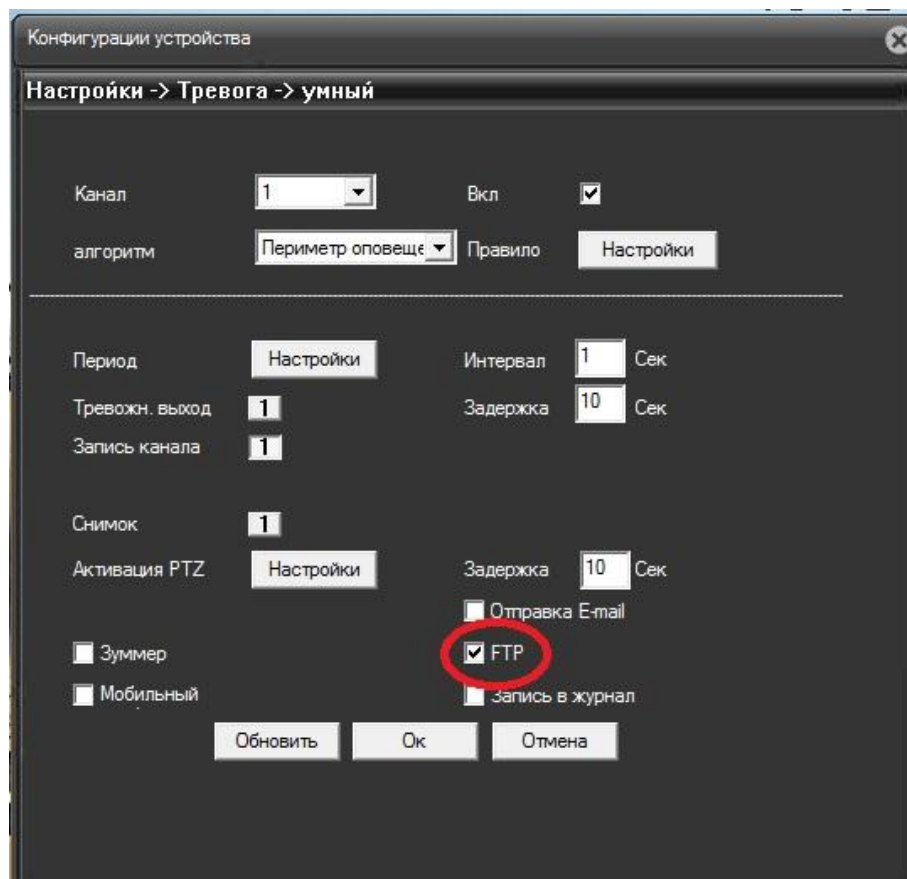 Конфигурации устройства
Настройки -> Тревога -> умный
Канал 1 Вкл
алгоритм Периметр оповеще Правило Настройки
Период Настройки Интервал 1 Сек
Тревожн. выход 1 Задержка 10 Сек
Запись канала 1
Снимок 1
Активация PTZ Настройки Задержка 10 Сек
Отправка E-mail
Зуммер FTP
Мобильный Запись в журнал
Обновить Ок Отмена